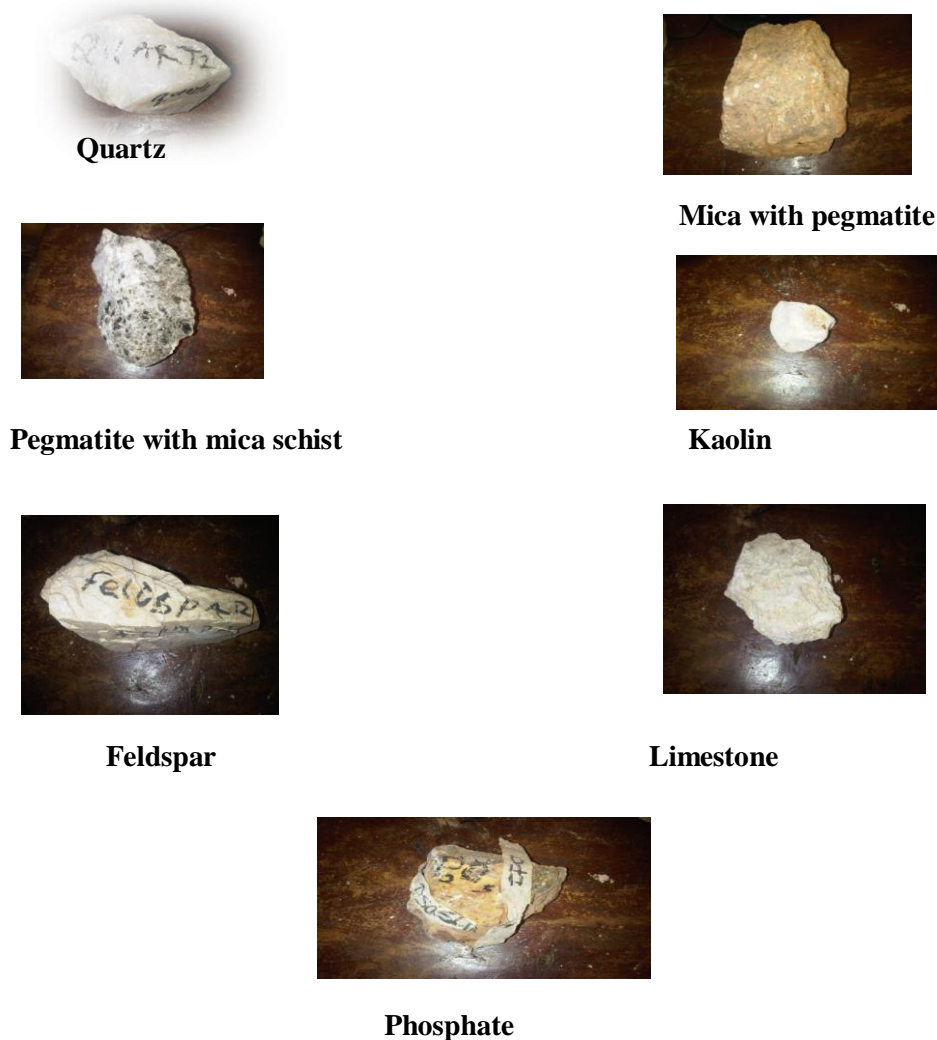 QUARTZ
Quartz
Mica with pegmatite
Pegmatite with mica schist
Kaolin
FELDSPAR
Feldspar
Limestone
Phosphate